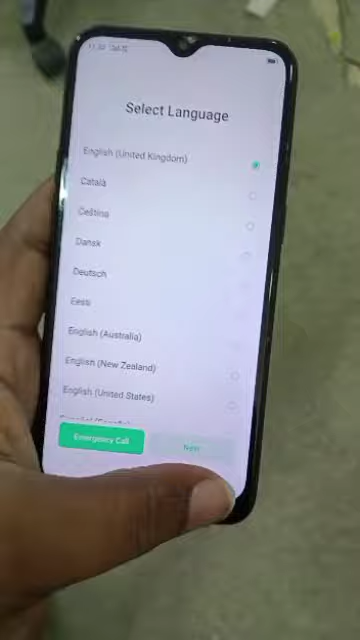 Select Language
English (United Kingdom)
Català
Čeština
Dansk
Deutsch
Eesti
English (Australia)
English (New Zealand)
English (United States)
Emergency Call
Next